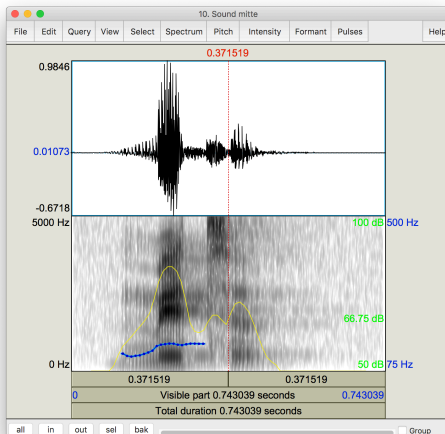 10. Sound mitte
File Edit Query View Select Spectrum Pitch Intensity Formant Pulses Help
0.371519
0.9846
0.01073
-0.6718
5000 Hz 100 dB 500 Hz
66.75 dB
0 Hz 50 dB 75 Hz
0.371519 0.371519
0 Visible part 0.743039 seconds 0.743039
Total duration 0.743039 seconds
all in out sel bak Group